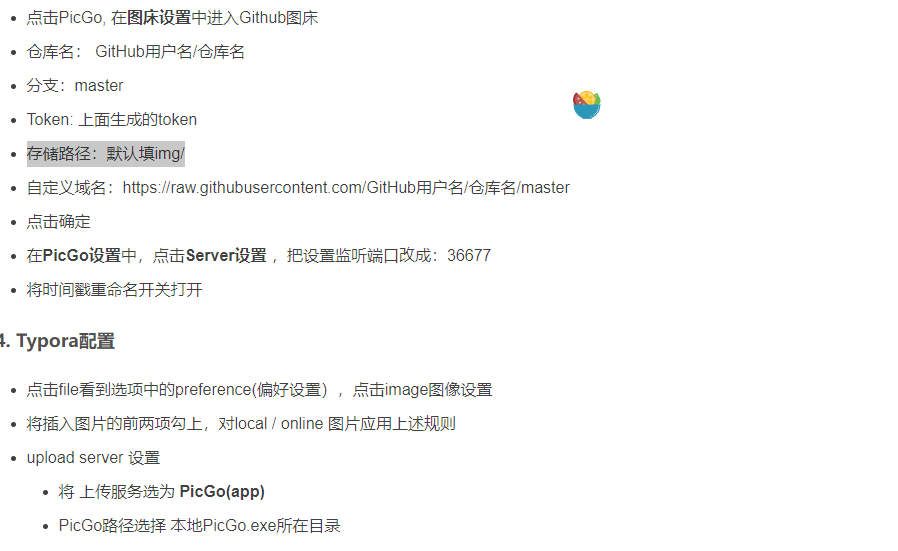 点击PicGo, 在图床设置中进入Github图床
仓库名： GitHub用户名/仓库名
分支：master
Token: 上面生成的token
存储路径：默认填img/
自定义域名：https://raw.githubusercontent.com/GitHub用户名/仓库名/master
点击确定
在PicGo设置中，点击Server设置 ，把设置监听端口改成：36677
将时间戳重命名开关打开
4. Typora配置
点击file看到选项中的preference(偏好设置），点击image图像设置
将插入图片的前两项勾上，对local / online 图片应用上述规则
upload server 设置
将 上传服务选为 PicGo(app)
PicGo路径选择 本地PicGo.exe所在目录